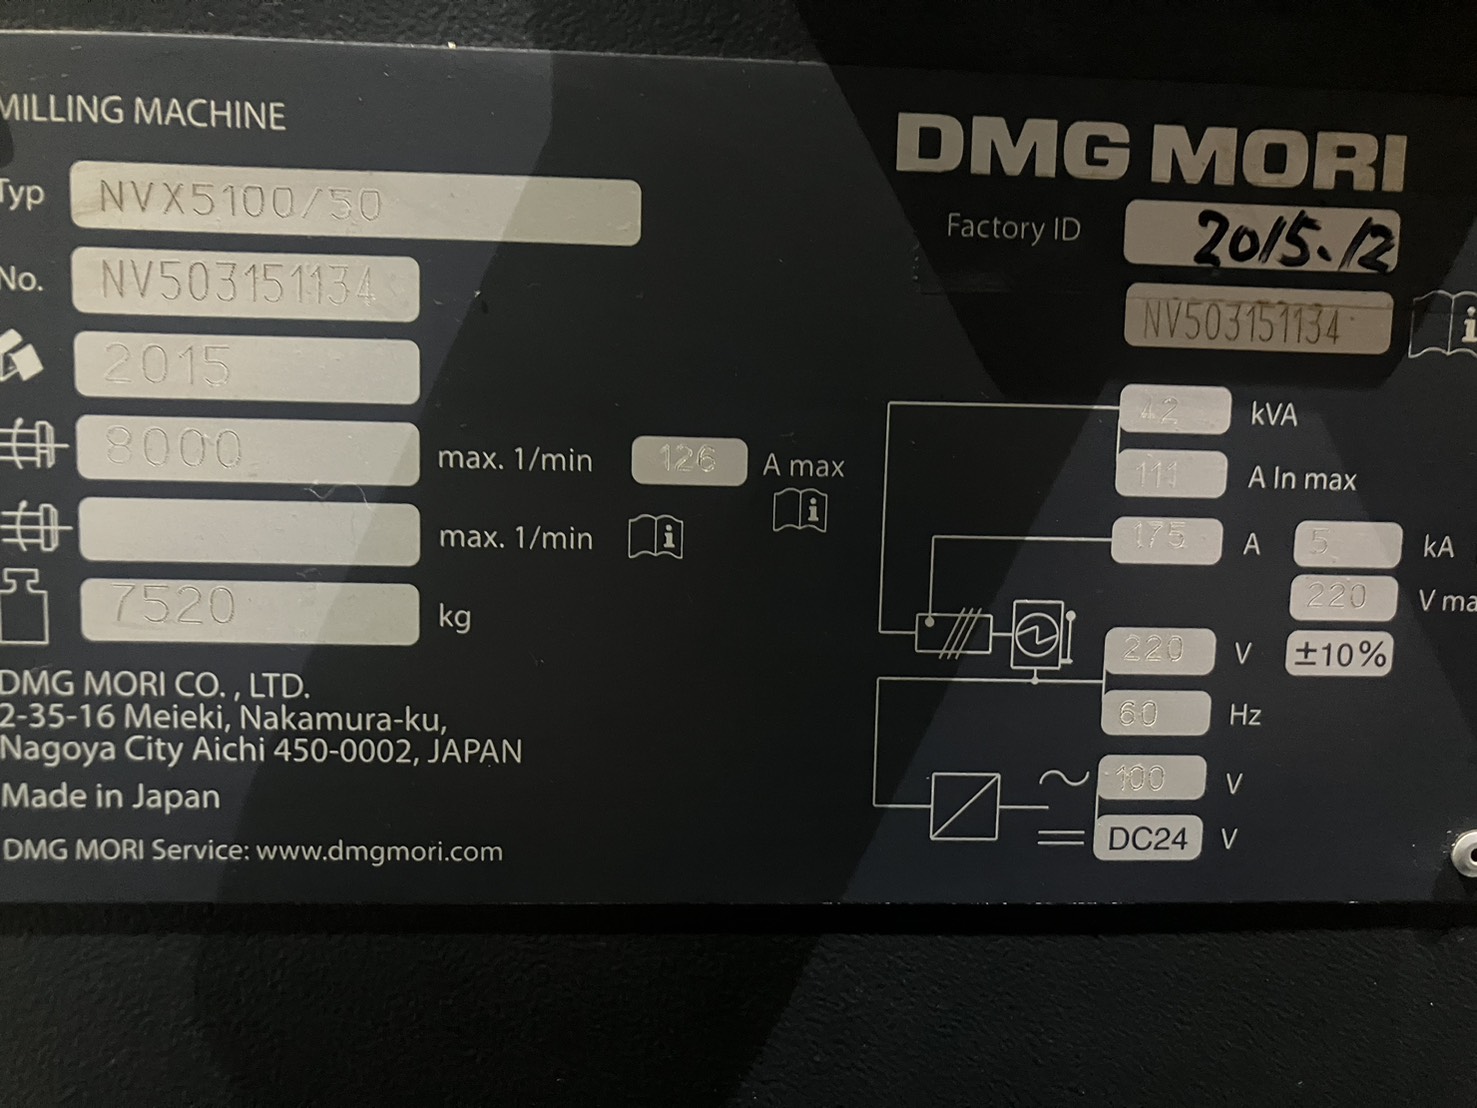 MILLING MACHINE
DMG MORI
Typ NVX5100/50
Factory ID 2015.12
No. NV503151134
NV503151134
2015
8000 max. 1/min 126 A max
max. 1/min
7520 kg
42 kVA
111 A In max
175 A 5 kA
220 V ma
220 V ±10%
60 Hz
100 V
DC24 V
DMG MORI CO. , LTD.
2-35-16 Meieki, Nakamura-ku,
Nagoya City Aichi 450-0002, JAPAN
Made in Japan
DMG MORI Service: www.dmgmori.com